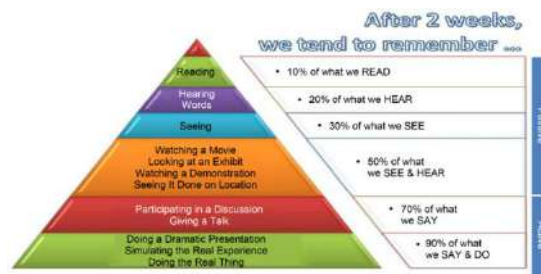 After 2 weeks,
we tend to remember ...
Reading
• 10% of what we READ
Hearing
Words
• 20% of what we HEAR
Seeing
• 30% of what we SEE
Watching a Movie
Looking at an Exhibit
Watching a Demonstration
Seeing It Done on Location
• 50% of what
we SEE & HEAR
Participating in a Discussion
Giving a Talk
• 70% of what
we SAY
Doing a Dramatic Presentation
Simulating the Real Experience
Doing the Real Thing
• 90% of what
we SAY & DO